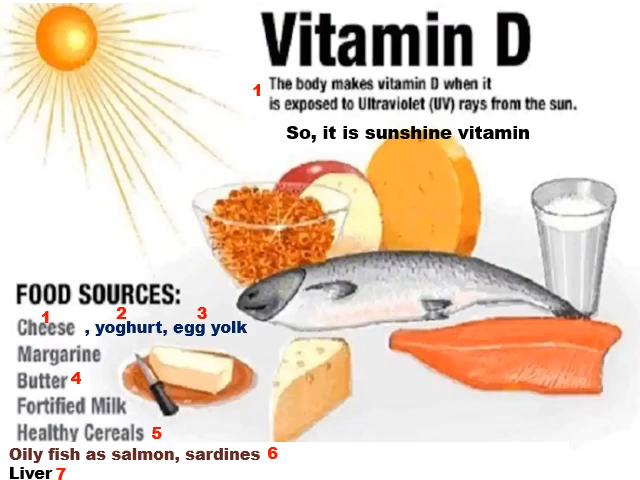 Vitamin D
1 The body makes vitamin D when it
is exposed to Ultraviolet (UV) rays from the sun.
So, it is sunshine vitamin
FOOD SOURCES:
1 2 3
Cheese , yoghurt, egg yolk
Margarine
Butter 4
Fortified Milk
Healthy Cereals 5
Oily fish as salmon, sardines 6
Liver 7